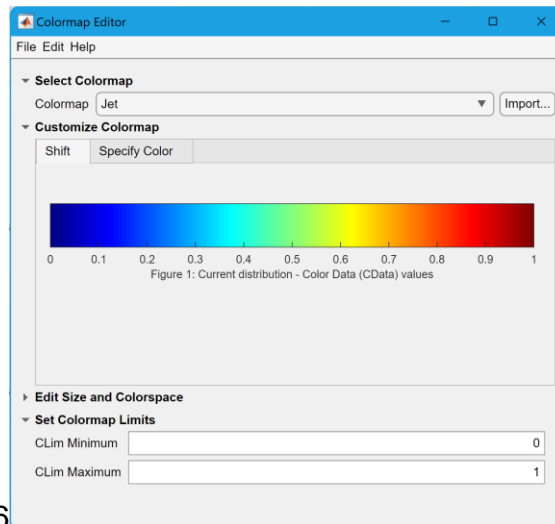 Colormap Editor
File Edit Help
Select Colormap
Colormap Jet Import...
Customize Colormap
Shift Specify Color
0 0.1 0.2 0.3 0.4 0.5 0.6 0.7 0.8 0.9 1
Figure 1: Current distribution - Color Data (CData) values
Edit Size and Colorspace
Set Colormap Limits
CLim Minimum 0
CLim Maximum 1
6